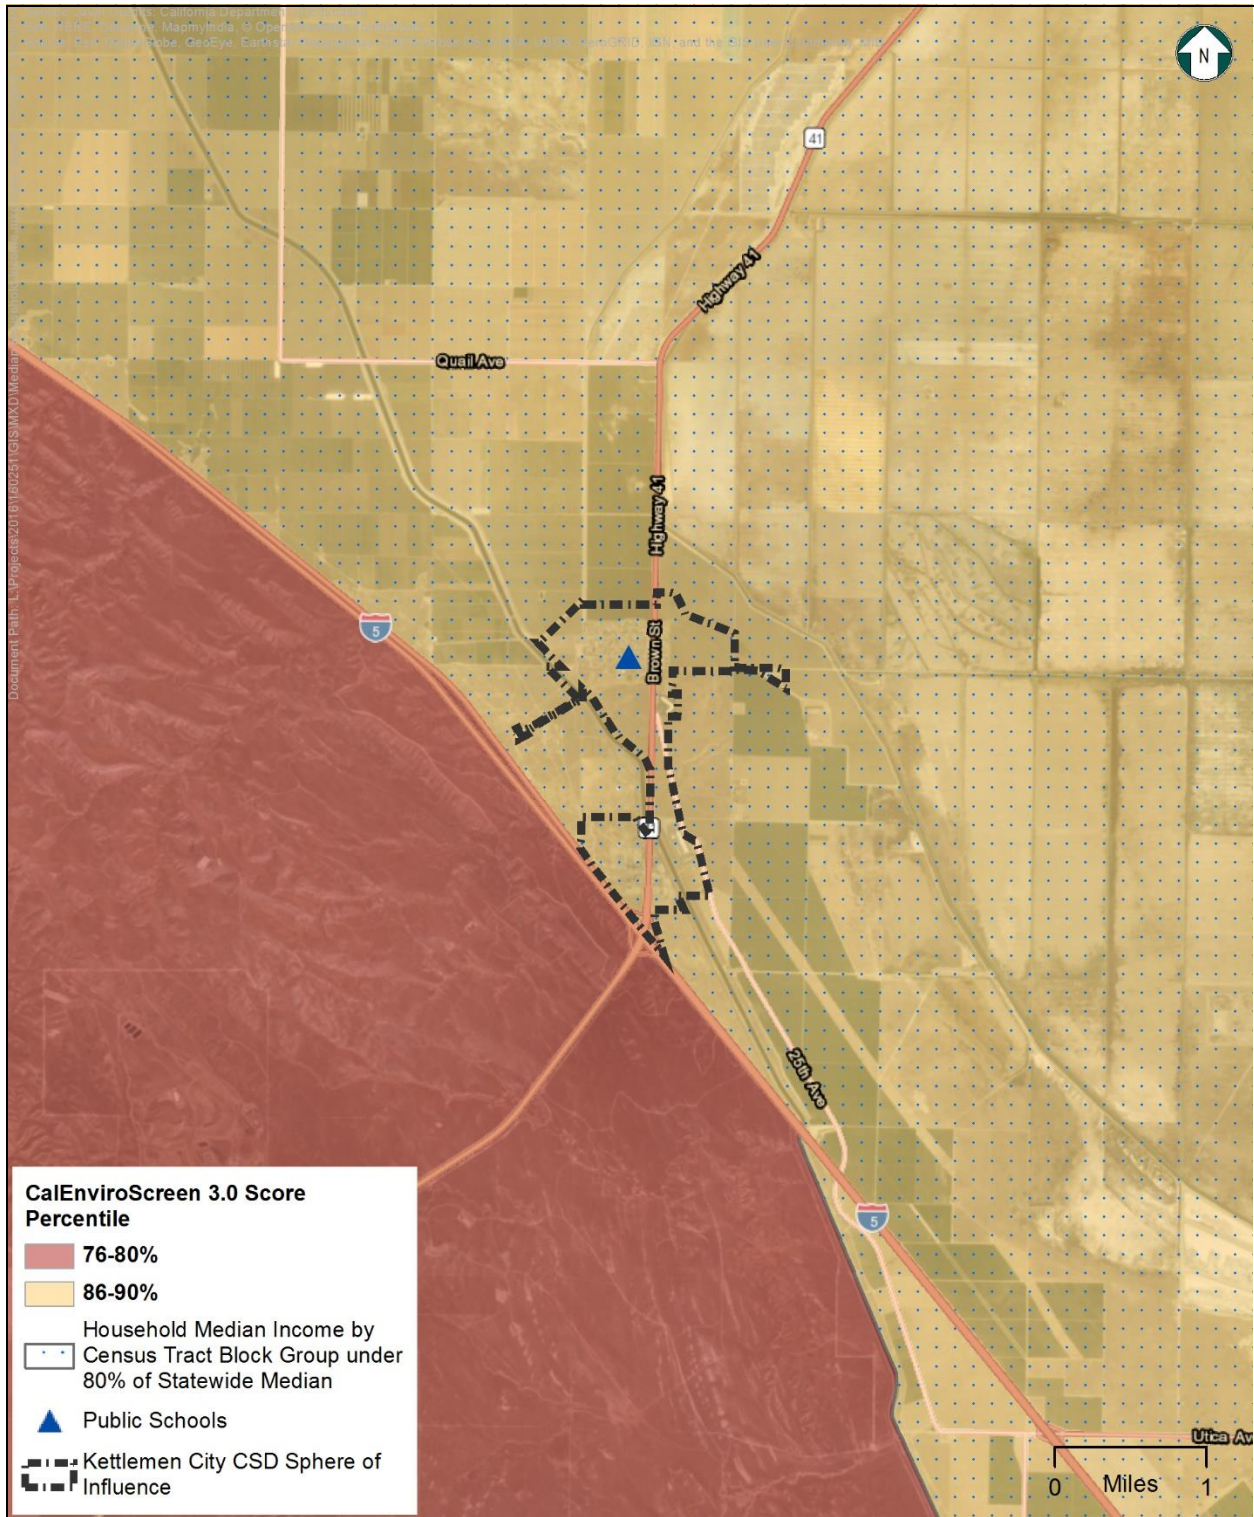 N
41
Highway 41
Quail Ave
Highway 41
5
Brown St
25th Ave
5
Utica Av
0 Miles 1
CalEnviroScreen 3.0 Score
Percentile
76-80%
86-90%
Household Median Income by
Census Tract Block Group under
80% of Statewide Median
Public Schools
Kettlemen City CSD Sphere of
Influence